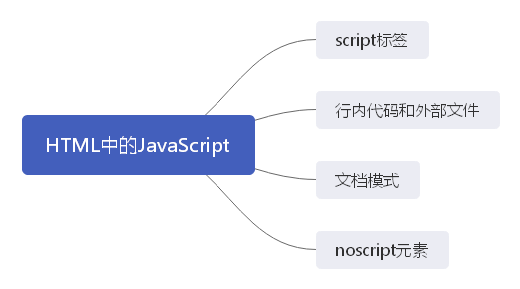 script标签
行内代码和外部文件
HTML中的JavaScript
文档模式
noscript元素